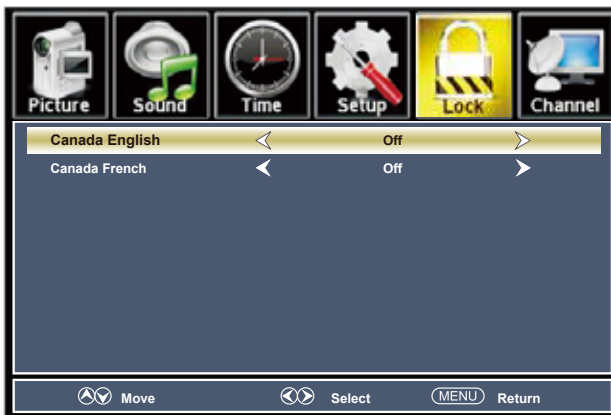 Picture Sound Time Setup Lock Channel
Canada English Off
Canada French Off
Move Select MENU Return